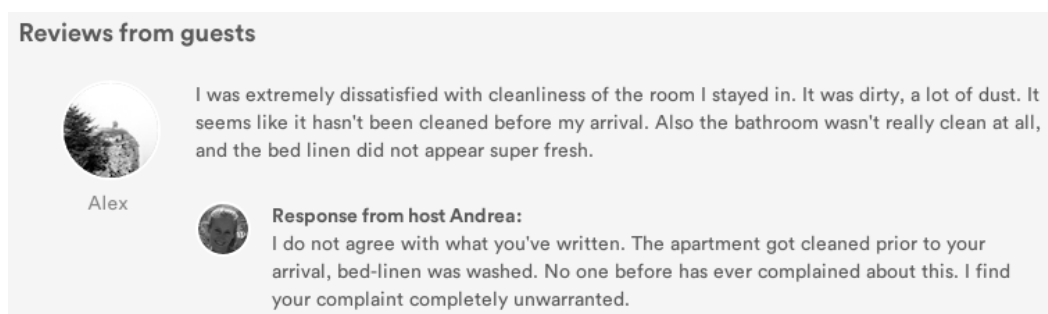 Reviews from guests
I was extremely dissatisfied with cleanliness of the room I stayed in. It was dirty, a lot of dust. It
seems like it hasn't been cleaned before my arrival. Also the bathroom wasn't really clean at all,
and the bed linen did not appear super fresh.
Alex
Response from host Andrea:
I do not agree with what you've written. The apartment got cleaned prior to your
arrival, bed-linen was washed. No one before has ever complained about this. I find
your complaint completely unwarranted.